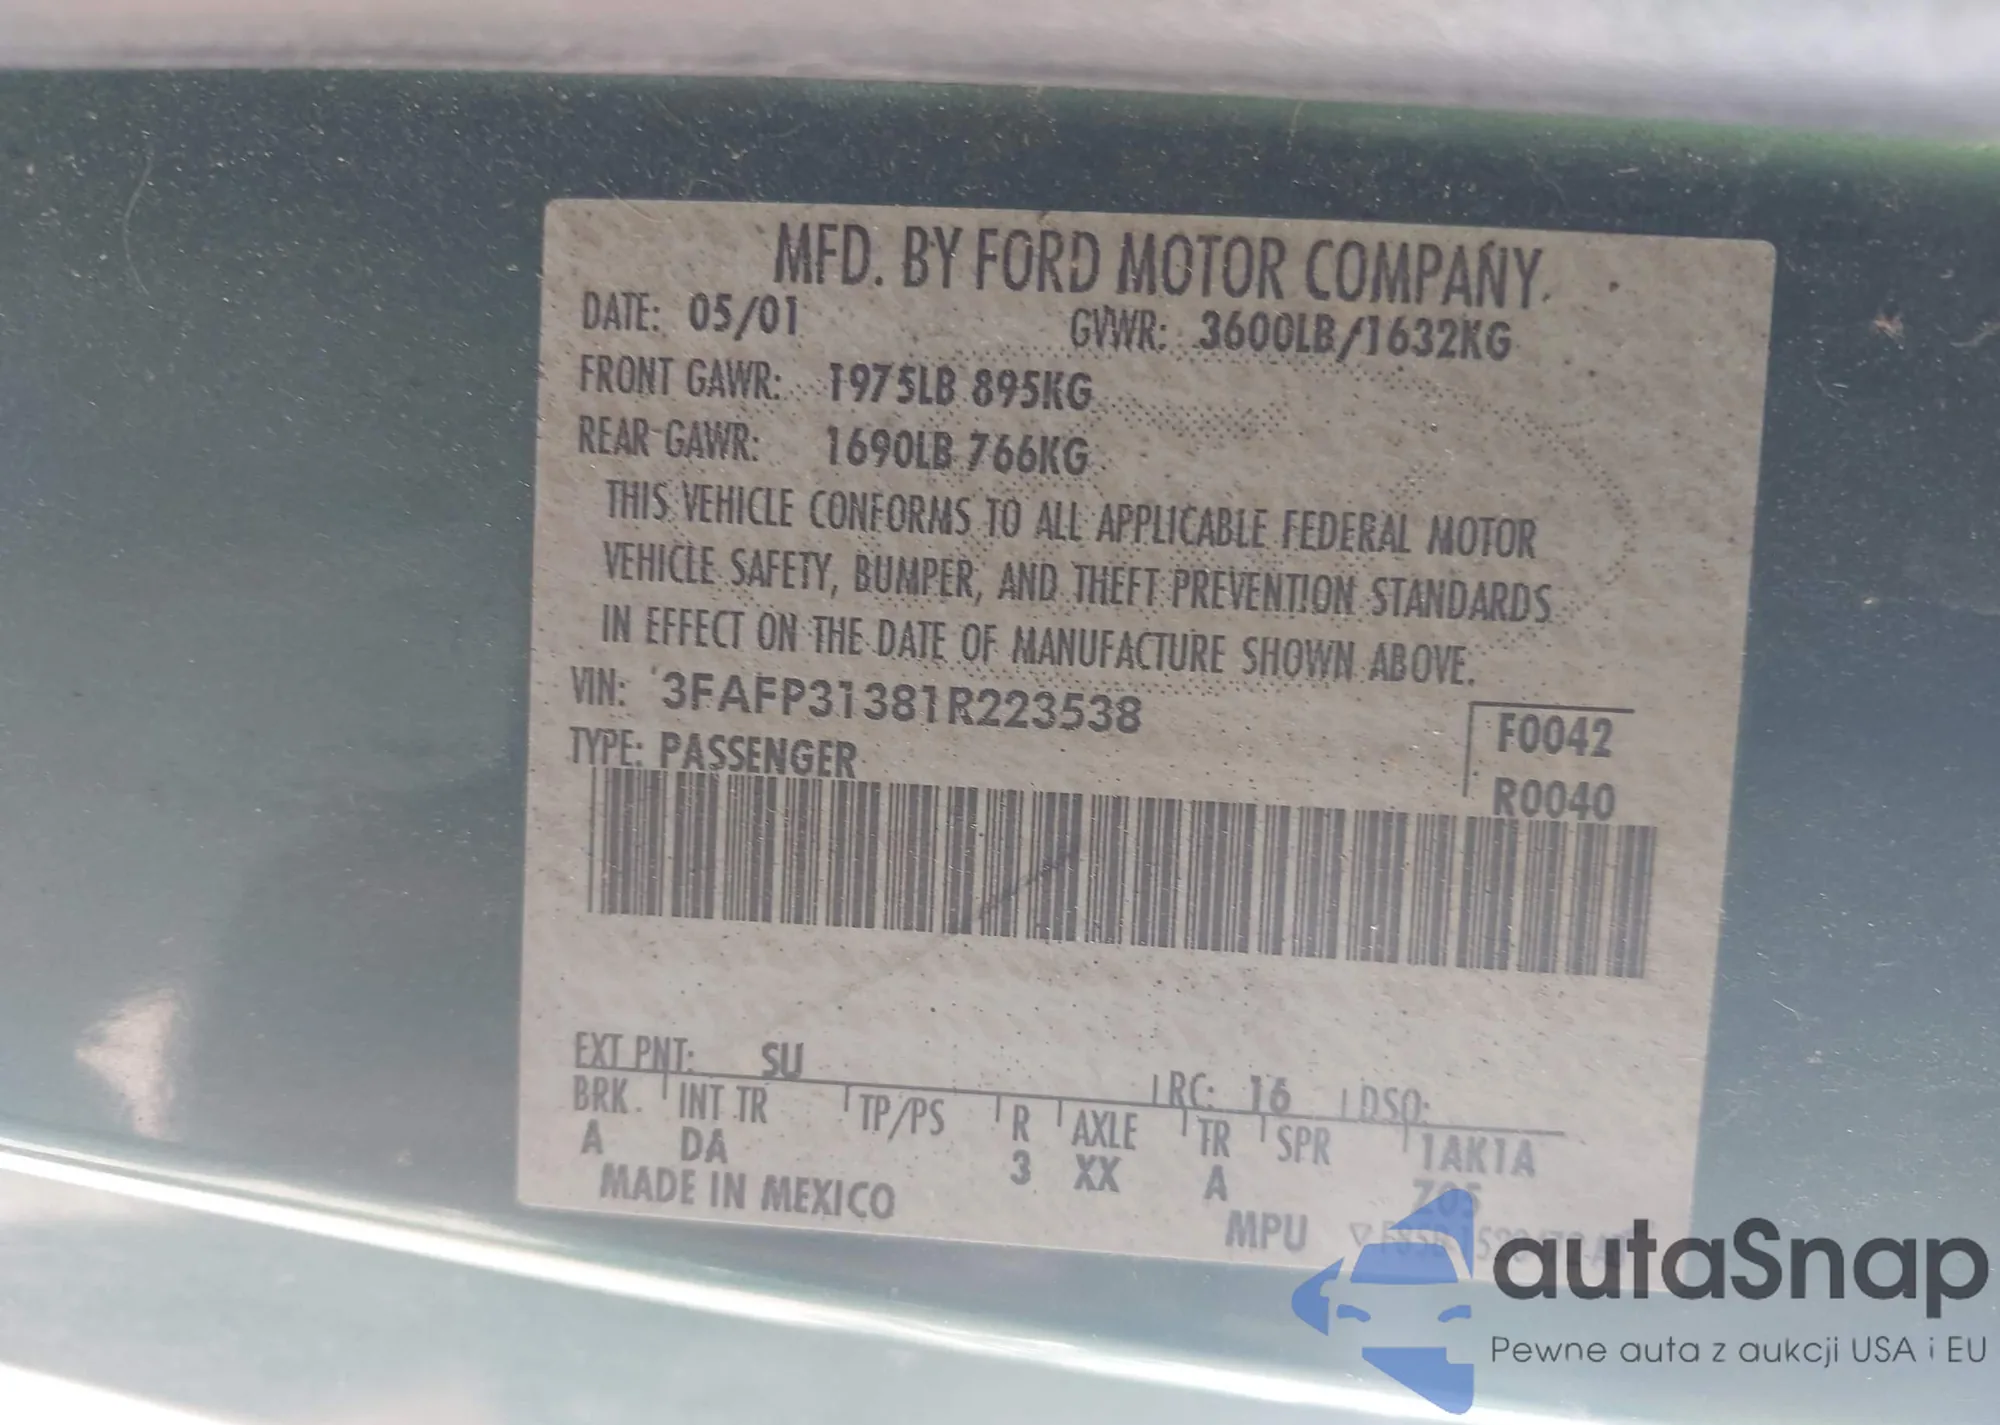 MFD. BY FORD MOTOR COMPANY
DATE: 05/01 GVWR: 3600LB/1632KG
FRONT GAWR: 1975LB 895KG
REAR GAWR: 1690LB 766KG
THIS VEHICLE CONFORMS TO ALL APPLICABLE FEDERAL MOTOR
VEHICLE SAFETY, BUMPER, AND THEFT PREVENTION STANDARDS
IN EFFECT ON THE DATE OF MANUFACTURE SHOWN ABOVE.
VIN: 3FAFP31381R223538
TYPE: PASSENGER
F0042
R0040
EXT PNT: SU RC: 16 DSO:
BRK INT TR TP/PS R AXLE TR SPR 1AK1A
A DA 3 XX A Z05
MADE IN MEXICO MPU
autaSnap
Pewne auta z aukcji USA i EU